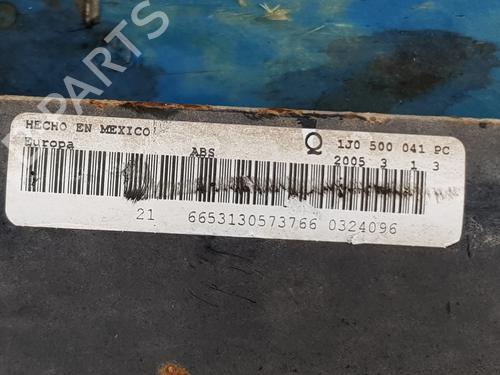 PARTS
HECHO EN MEXICO Q 1J0 500 041 PC
Europa ABS 2005 3 1 3
21 6653130573766 0324096